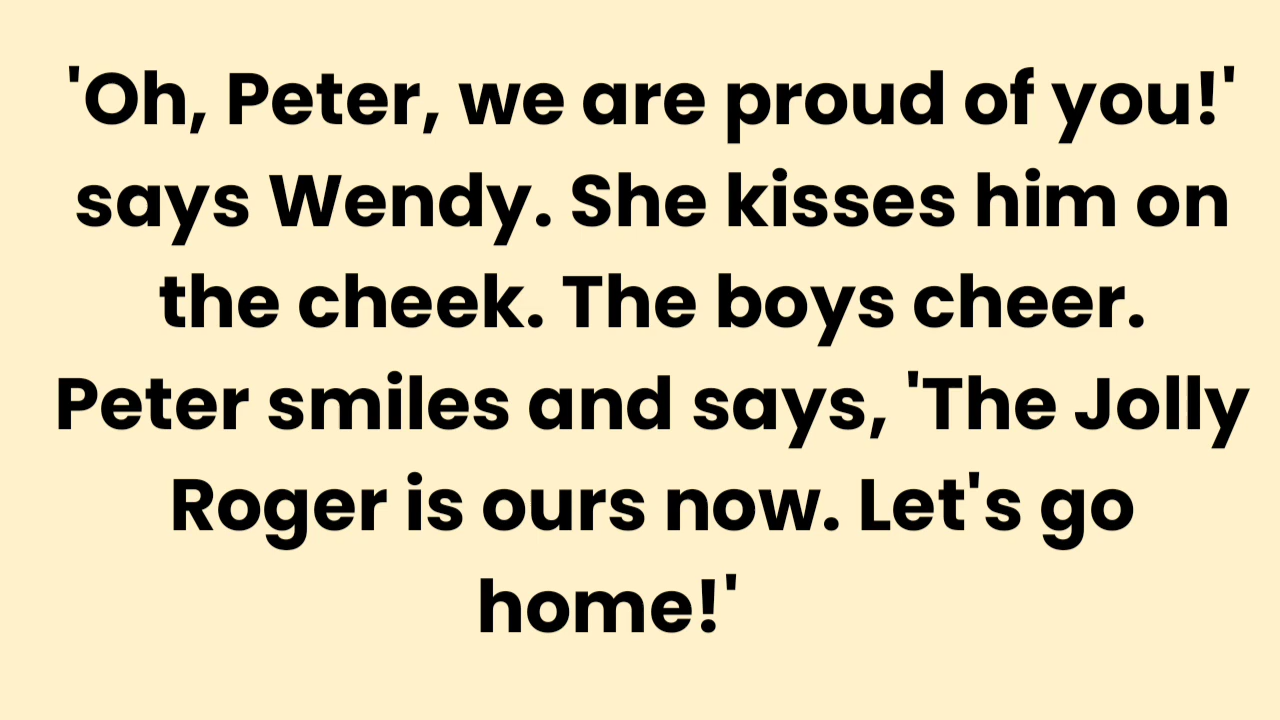 'Oh, Peter, we are proud of you!'
says Wendy. She kisses him on
the cheek. The boys cheer.
Peter smiles and says, 'The Jolly
Roger is ours now. Let's go
home!'